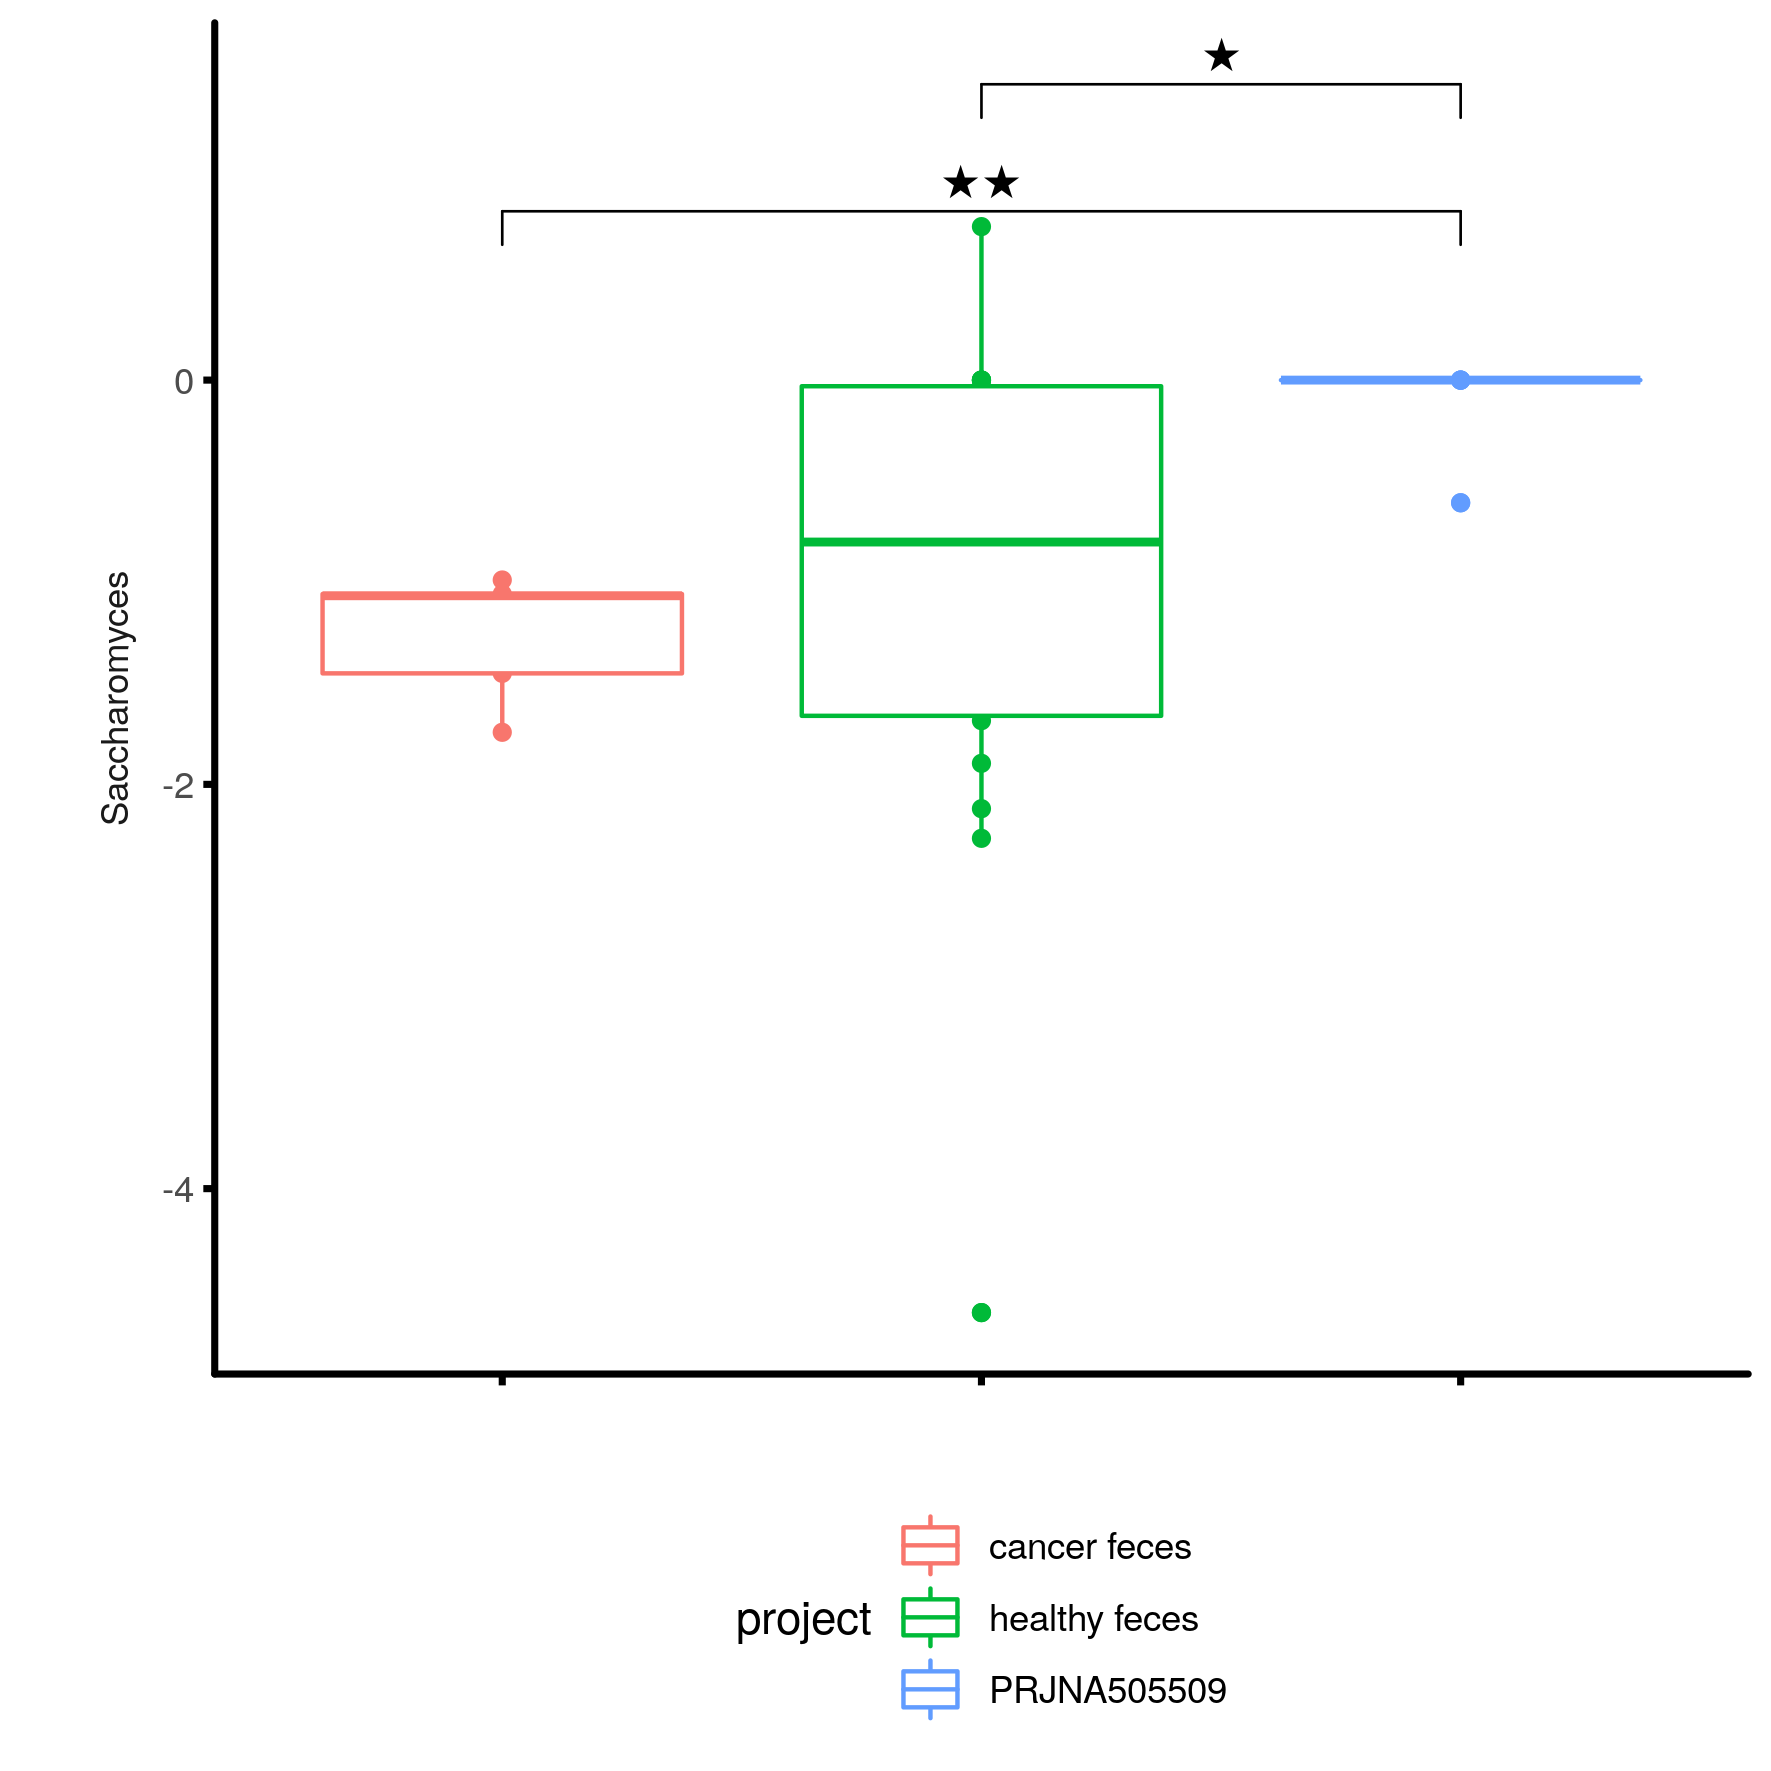 ★
★★
0
-2
-4
Saccharomyces
project
cancer feces
healthy feces
PRJNA505509